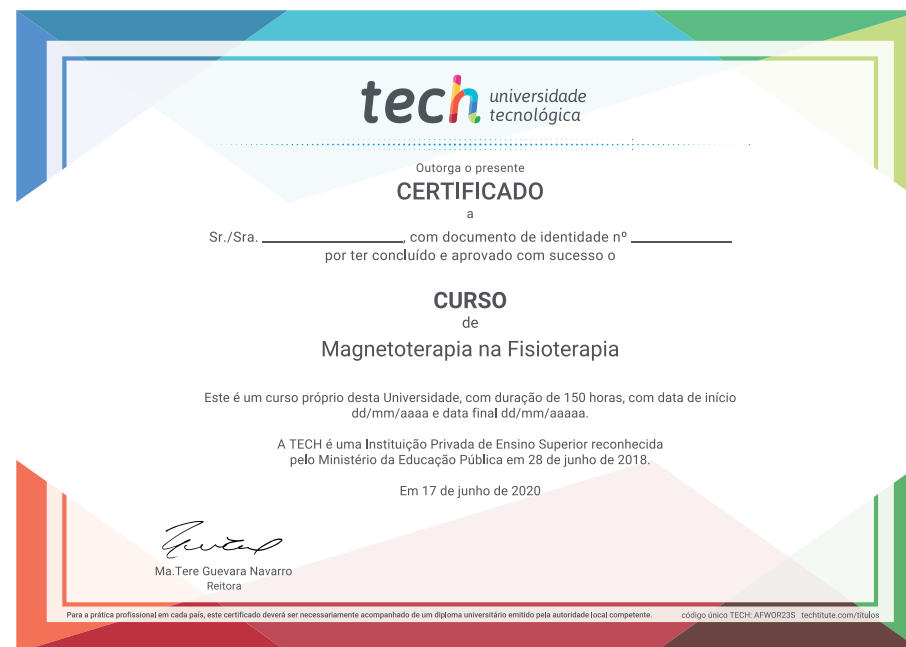 tech universidade
tecnológica
Outorga o presente
CERTIFICADO
a
Sr./Sra. ____________, com documento de identidade nº ____________
por ter concluído e aprovado com sucesso o
CURSO
de
Magnetoterapia na Fisioterapia
Este é um curso próprio desta Universidade, com duração de 150 horas, com data de início
dd/mm/aaaa e data final dd/mm/aaaaa.
A TECH é uma Instituição Privada de Ensino Superior reconhecida
pelo Ministério da Educação Pública em 28 de junho de 2018.
Em 17 de junho de 2020
Ma.Tere Guevara Navarro
Reitora
Para a prática profissional em cada país, este certificado deverá ser necessariamente acompanhado de um diploma universitário emitido pela autoridade local competente. código único TECH: AFWOR23S techtitute.com/titulos